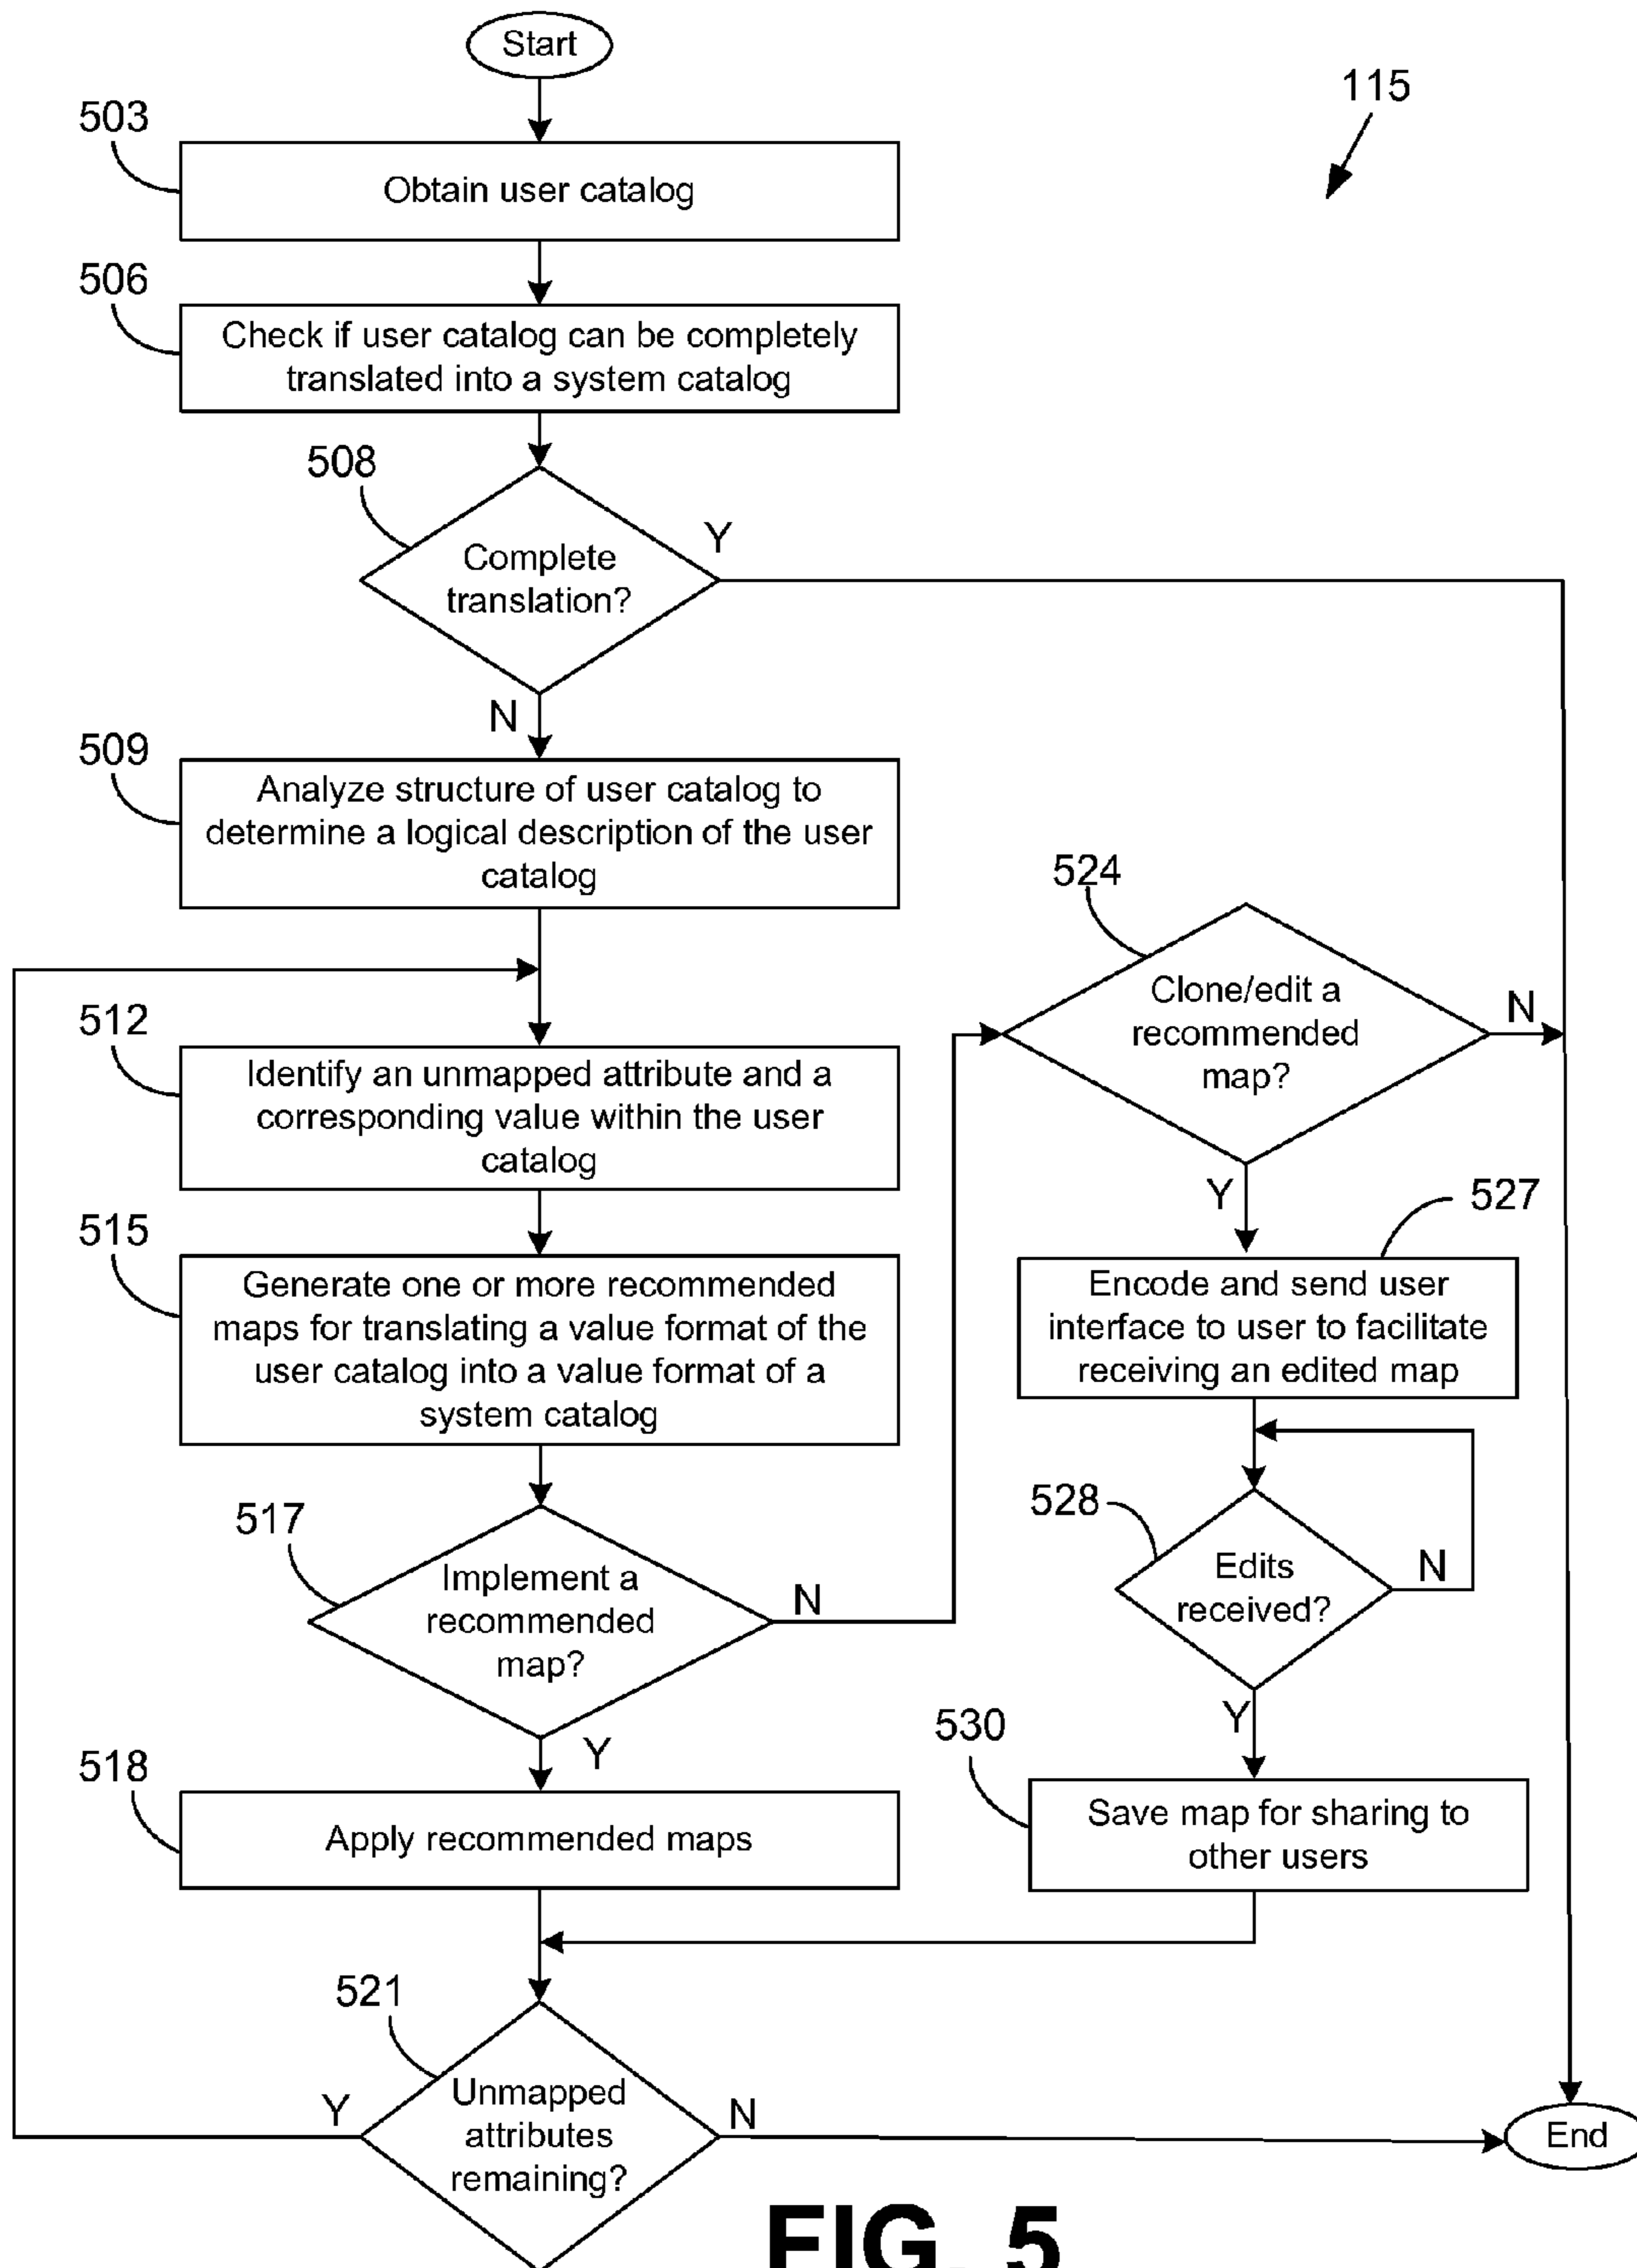 Start
115
503
Obtain user catalog
506
Check if user catalog can be completely
translated into a system catalog
508
Complete
translation?
Y
N
509
Analyze structure of user catalog to
determine a logical description of the user
catalog
512
Identify an unmapped attribute and a
corresponding value within the user
catalog
515
Generate one or more recommended
maps for translating a value format of the
user catalog into a value format of a
system catalog
517
Implement a
recommended
map?
N
Y
518
Apply recommended maps
521
Unmapped
attributes
remaining?
Y
N
524
Clone/edit a
recommended
map?
N
Y
527
Encode and send user
interface to user to facilitate
receiving an edited map
528
Edits
received?
N
Y
530
Save map for sharing to
other users
End
FIG. 5